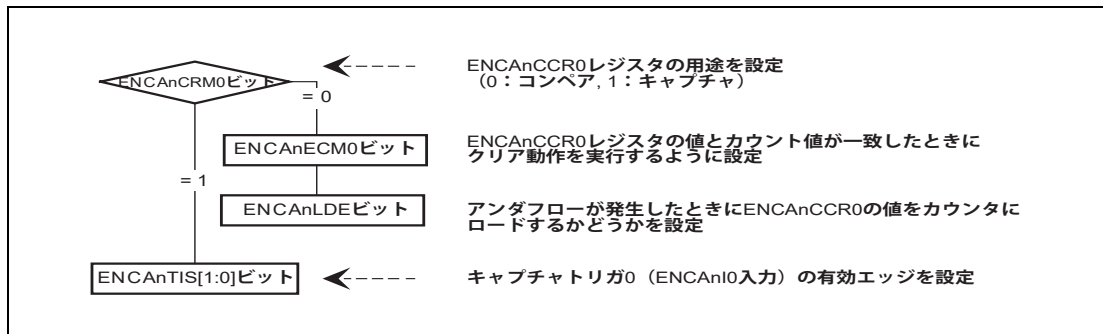 ENCAnCRM0ビット
ENCAnCCR0レジスタの用途を設定
（0：コンペア, 1：キャプチャ）
= 0
ENCAnECM0ビット
ENCAnCCR0レジスタの値とカウント値が一致したときに
クリア動作を実行するように設定
= 1
ENCAnLDEビット
アンダフローが発生したときにENCAnCCR0の値をカウンタに
ロードするかどうかを設定
ENCAnTIS[1:0]ビット
キャプチャトリガ0（ENCAnI0入力）の有効エッジを設定